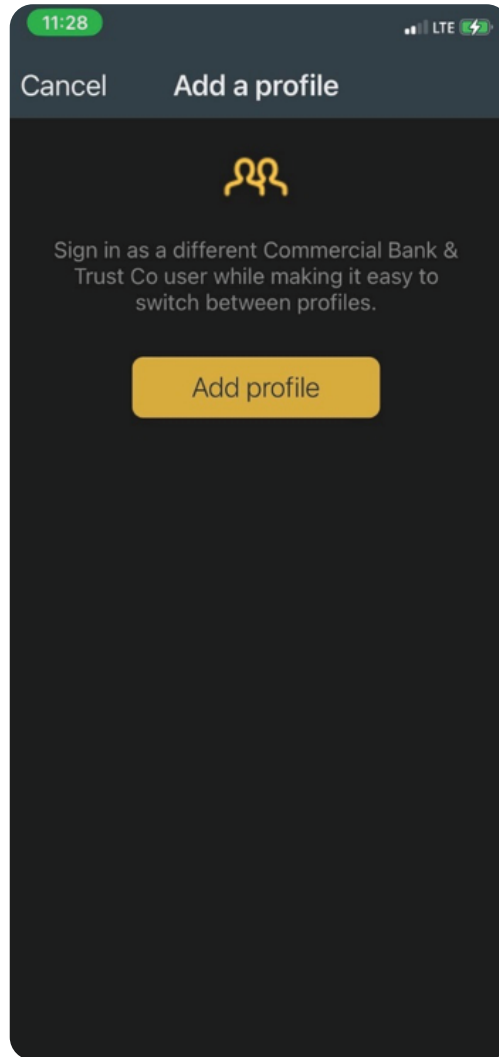 11:28
LTE
Cancel
Add a profile
Sign in as a different Commercial Bank &
Trust Co user while making it easy to
switch between profiles.
Add profile